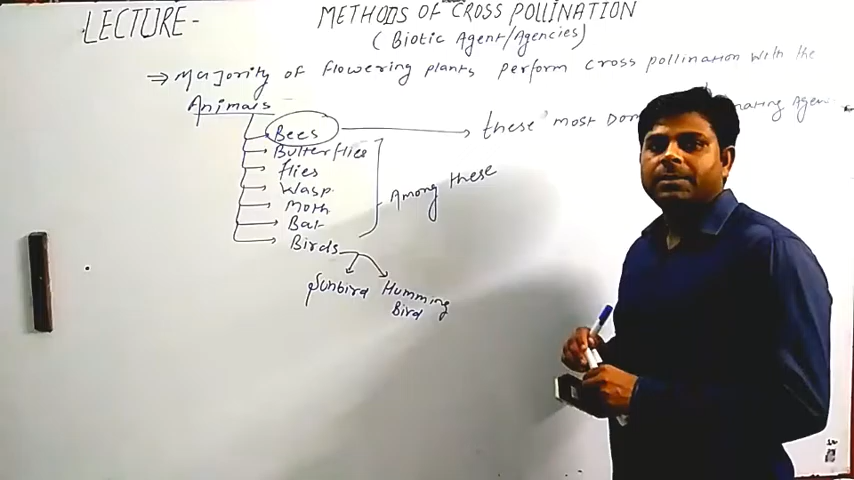 LECTURE -
METHODS OF CROSS POLLINATION
(Biotic Agent/Agencies)
⇒ Majority of flowering plants perform cross pollination with the
Animals
Bees → these most
Butterflies
flies
Wasp.
Moth
Bat
Birds
Among these
Sunbird
Humming
Bird